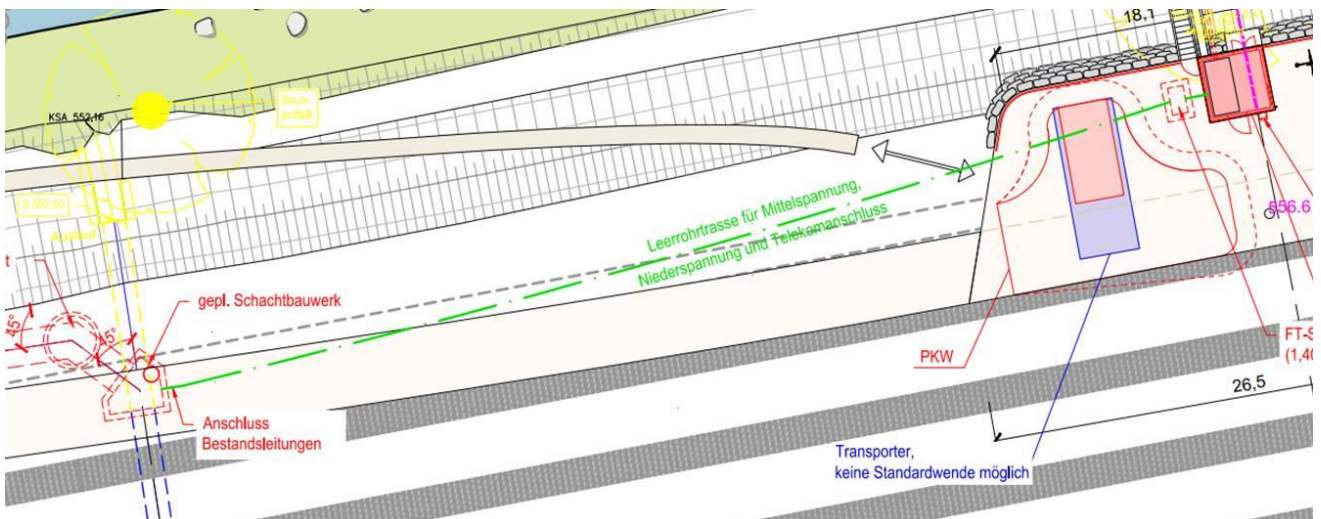 18,1
KSA 552,16
Baum
entfällt
S 552.50
Auslauf
t
45°
45°
gepl. Schachtbauwerk
Anschluss
Bestandsleitungen
Leerrohrtrasse für Mittelspannung,
Niederspannung und Telekomanschluss
556.6
PKW
FT-S
(1,40
26,5
Transporter,
keine Standardwende möglich